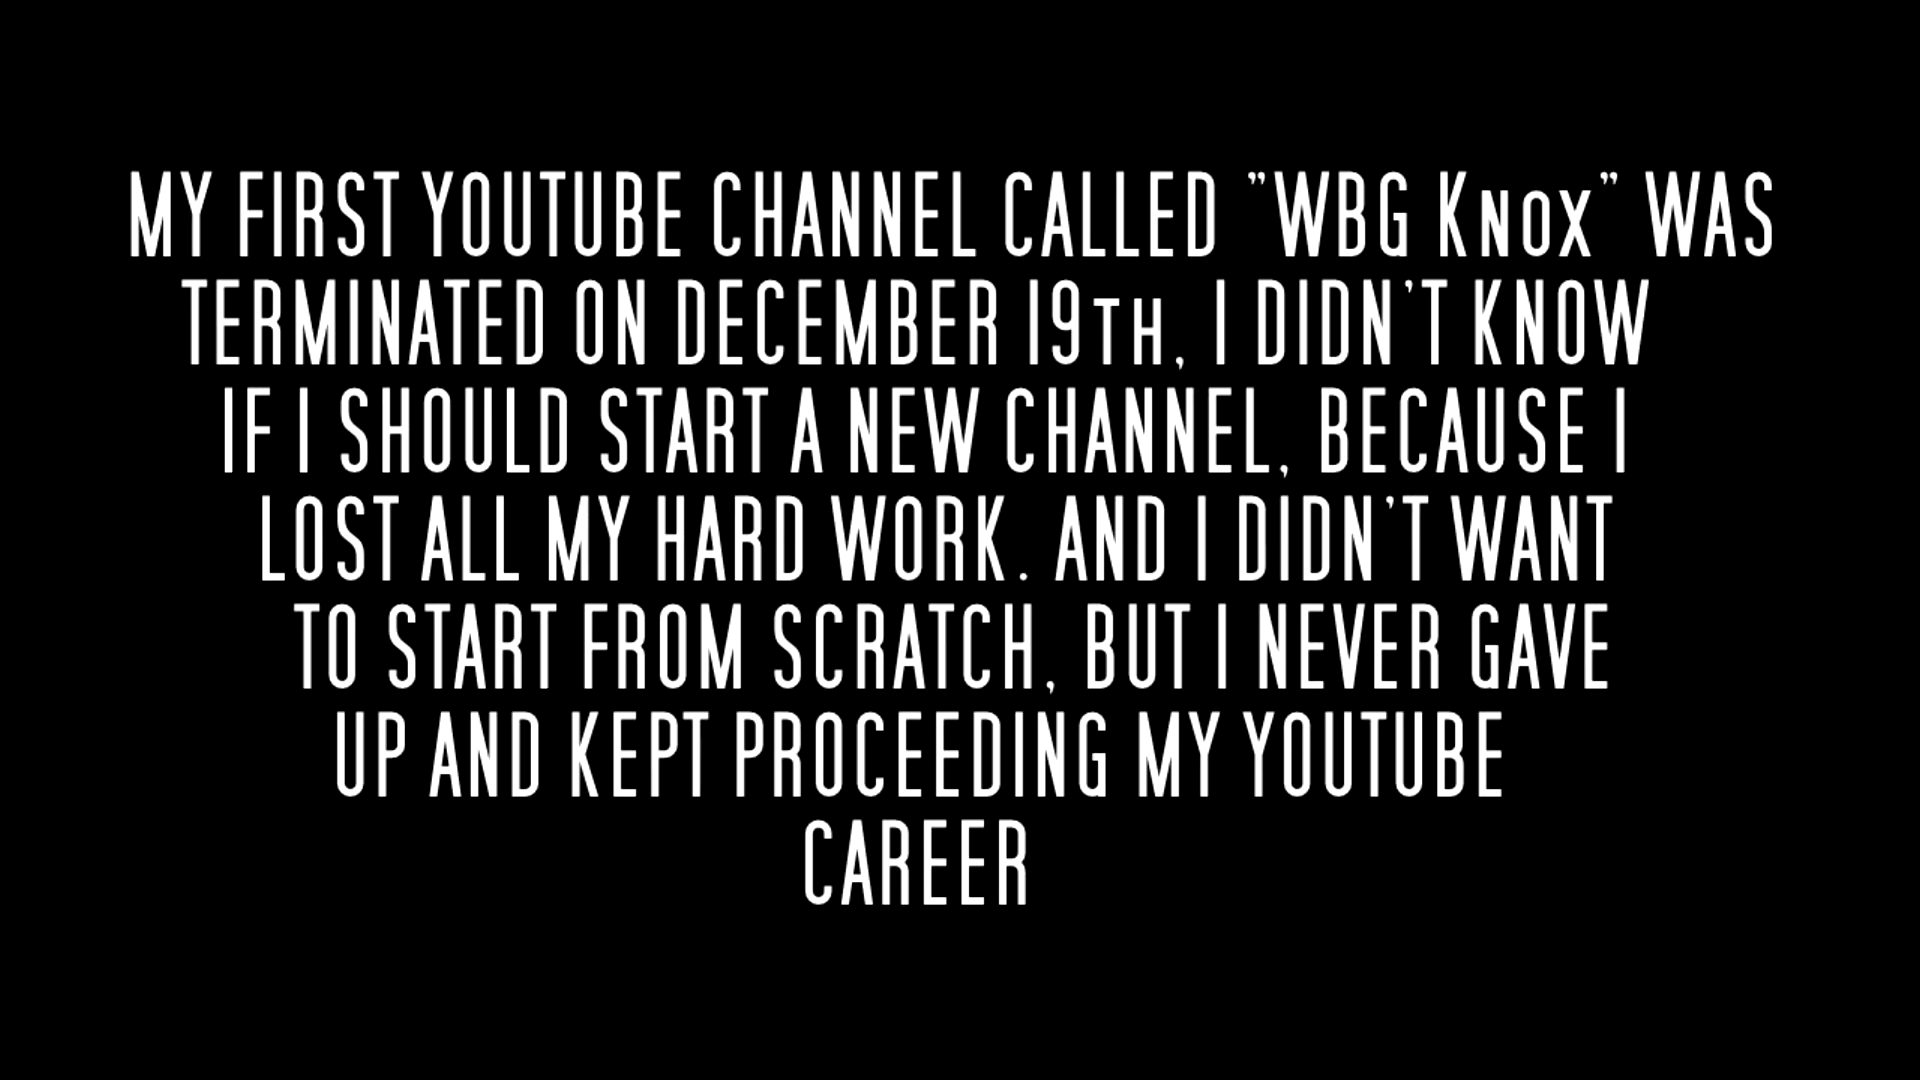 MY FIRST YOUTUBE CHANNEL CALLED "WBG Knox" WAS
TERMINATED ON DECEMBER 19TH, I DIDN'T KNOW
IF I SHOULD START A NEW CHANNEL, BECAUSE I
LOST ALL MY HARD WORK. AND I DIDN'T WANT
TO START FROM SCRATCH, BUT I NEVER GAVE
UP AND KEPT PROCEEDING MY YOUTUBE
CAREER